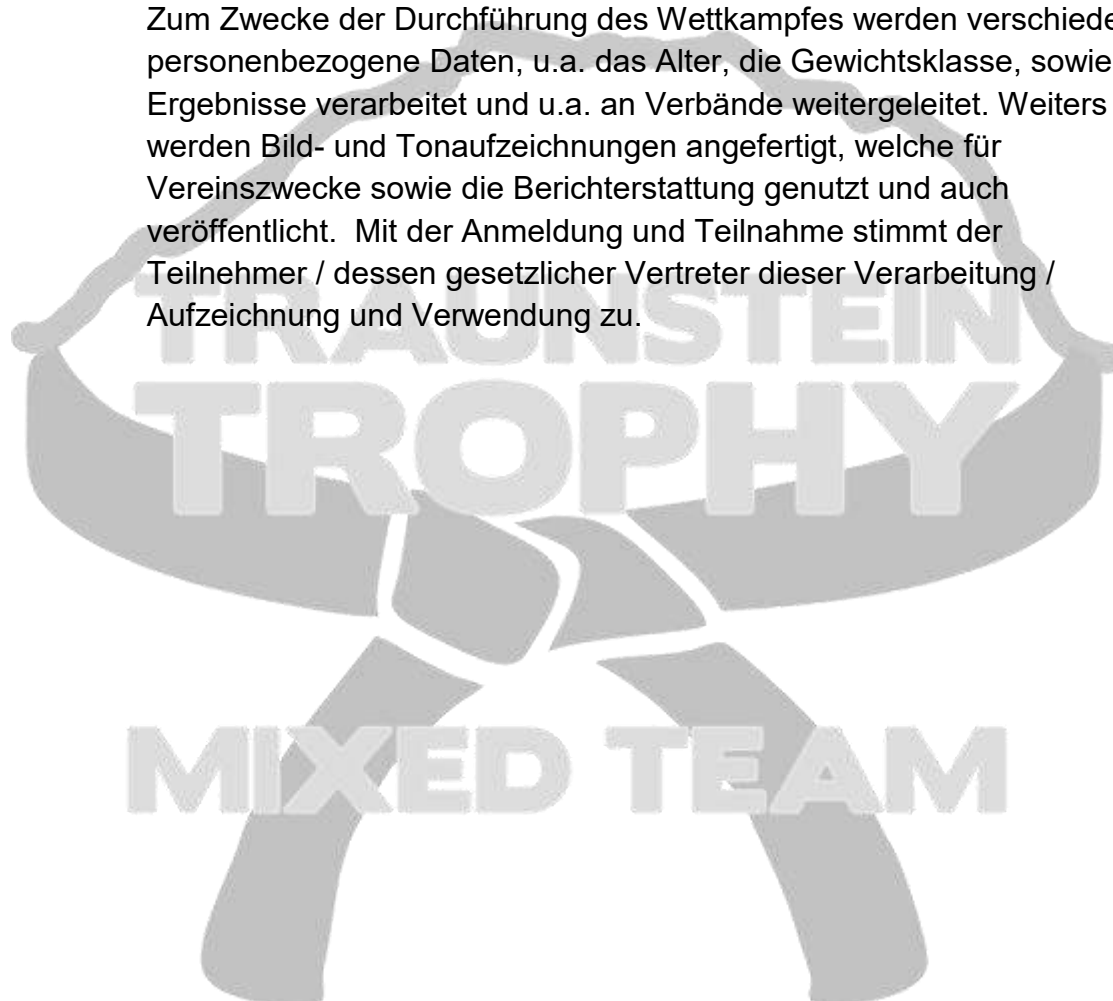 Zum Zwecke der Durchführung des Wettkampfes werden verschiede
personenbezogene Daten, u.a. das Alter, die Gewichtsklasse, sowie
Ergebnisse verarbeitet und u.a. an Verbände weitergeleitet. Weiters
werden Bild- und Tonaufzeichnungen angefertigt, welche für
Vereinszwecke sowie die Berichterstattung genutzt und auch
veröffentlicht. Mit der Anmeldung und Teilnahme stimmt der
Teilnehmer / dessen gesetzlicher Vertreter dieser Verarbeitung /
Aufzeichnung und Verwendung zu.
TRAUNSTEIN
TROPHY
MIXED TEAM